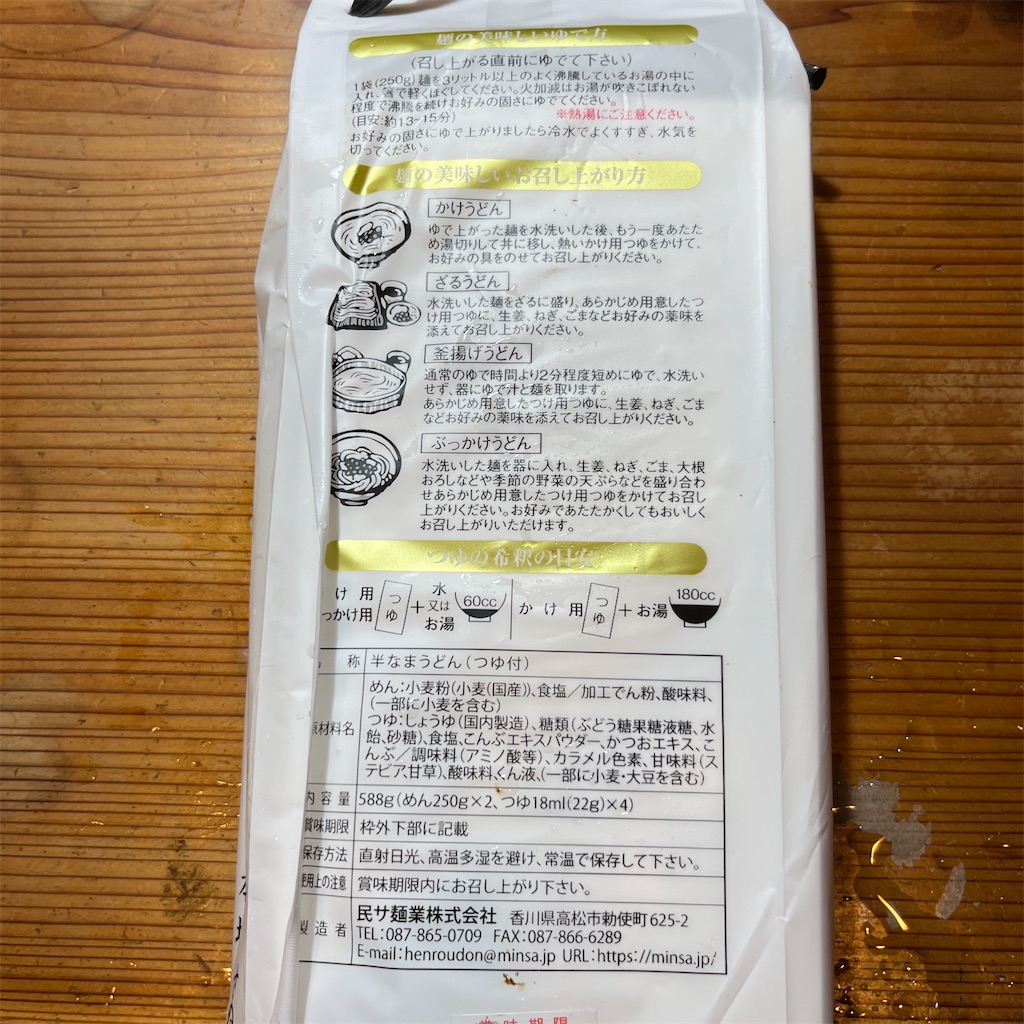 麺の美味しいゆで方
(召し上がる直前にゆでて下さい)
1袋(250g)麺を3リットル以上のよく沸騰しているお湯の中に
入れ、箸で軽くほぐしてください。火加減はお湯が吹きこぼれない
程度で沸騰を続けお好みの固さにゆでてください。
(目安:約13~15分) ※熱湯にご注意ください。
お好みの固さにゆで上がりましたら冷水でよくすすぎ、水気を
切ってください。
麺の美味しいお召し上がり方
かけうどん
ゆで上がった麺を水洗いした後、もう一度あたた
め湯切りして丼に移し、熱いかけ用つゆをかけて、
お好みの具をのせてお召し上がりください。
ざるうどん
水洗いした麺をざるに盛り、あらかじめ用意したつ
け用つゆに、生姜、ねぎ、ごまなどお好みの薬味を
添えてお召し上がりください。
釜揚げうどん
通常のゆで時間より2分程度短めにゆで、水洗い
せず、器にゆで汁と麺を取ります。
あらかじめ用意したつけ用つゆに、生姜、ねぎ、ごま
などお好みの薬味を添えてお召し上がりください。
ぶっかけうどん
水洗いした麺を器に入れ、生姜、ねぎ、ごま、大根
おろしなどや季節の野菜の天ぷらなどを盛り合わ
せあらかじめ用意したつけ用つゆをかけてお召し
上がりください。お好みであたたかくしてもおいしく
お召し上がりいただけます。
つゆの希釈の目安
け用
っかけ用 つゆ + 水又はお湯 60cc かけ用 つゆ + お湯 180cc
称 半なまうどん(つゆ付)
原材料名 めん:小麦粉(小麦(国産))、食塩/加工でん粉、酸味料、
(一部に小麦を含む)
つゆ:しょうゆ(国内製造)、糖類(ぶどう糖果糖液糖、水
飴、砂糖)、食塩、こんぶエキスパウダー、かつおエキス、こ
んぶ/調味料(アミノ酸等)、カラメル色素、甘味料(ス
テビア、甘草)、酸味料、くん液、(一部に小麦・大豆を含む)
内容量 588g(めん250g×2、つゆ18ml(22g)×4)
賞味期限 枠外下部に記載
保存方法 直射日光、高温多湿を避け、常温で保存して下さい。
使用上の注意 賞味期限内にお召し上がり下さい。
製造者 民サ麺業株式会社 香川県高松市勅使町625-2
TEL:087-865-0709 FAX:087-866-6289
E-mail:henroudon@minsa.jp URL:https://minsa.jp/
賞味期限